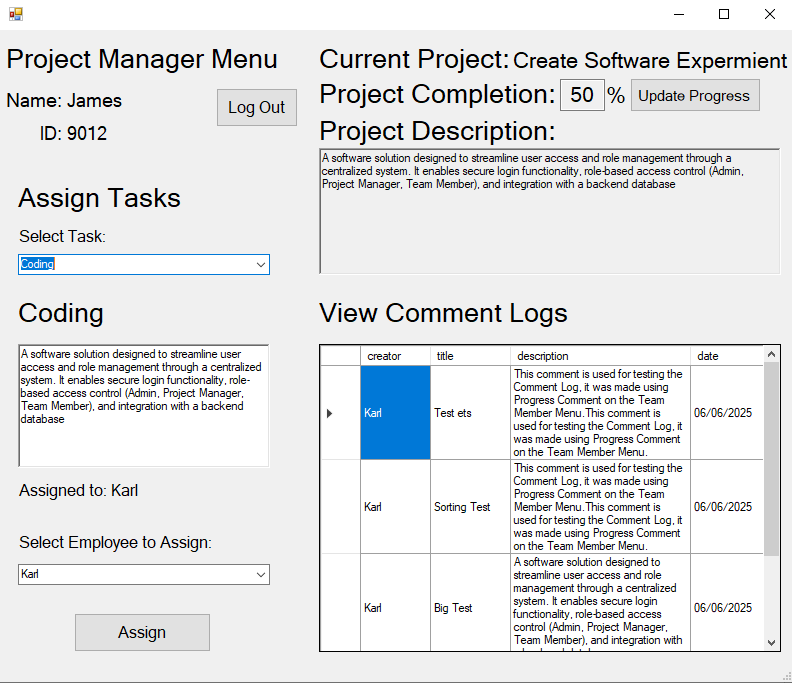 Project Manager Menu
Name: James
ID: 9012
Log Out
Current Project: Create Software Expermient
Project Completion: 50 % Update Progress
Project Description:
A software solution designed to streamline user access and role management through a
centralized system. It enables secure login functionality, role-based access control (Admin,
Project Manager, Team Member), and integration with a backend database
Assign Tasks
Select Task:
Coding
Coding
A software solution designed to streamline user
access and role management through a centralized
system. It enables secure login functionality, role-
based access control (Admin, Project Manager,
Team Member), and integration with a backend
database
Assigned to: Karl
Select Employee to Assign:
Karl
Assign
View Comment Logs
creator title description date
Karl
Test ets
This comment is used for testing the
Comment Log, it was made using
Progress Comment on the Team
Member Menu.This comment is
used for testing the Comment Log, it
was made using Progress Comment
on the Team Member Menu.
06/06/2025
Karl
Sorting Test
This comment is used for testing the
Comment Log, it was made using
Progress Comment on the Team
Member Menu.This comment is
used for testing the Comment Log, it
was made using Progress Comment
on the Team Member Menu.
06/06/2025
Karl
Big Test
A software solution designed to
streamline user access and role
management through a centralized
system. It enables secure login
functionality, role-based access
control (Admin, Project Manager,
Team Member), and integration with
06/06/2025